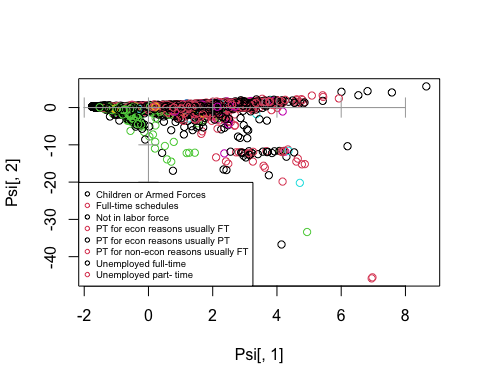 0
-10
-20
-30
-40
Psi[, 2]
Children or Armed Forces
Full-time schedules
Not in labor force
PT for econ reasons usually FT
PT for econ reasons usually PT
PT for non-econ reasons usually FT
Unemployed full-time
Unemployed part- time
-2 0 2 4 6 8
Psi[, 1]